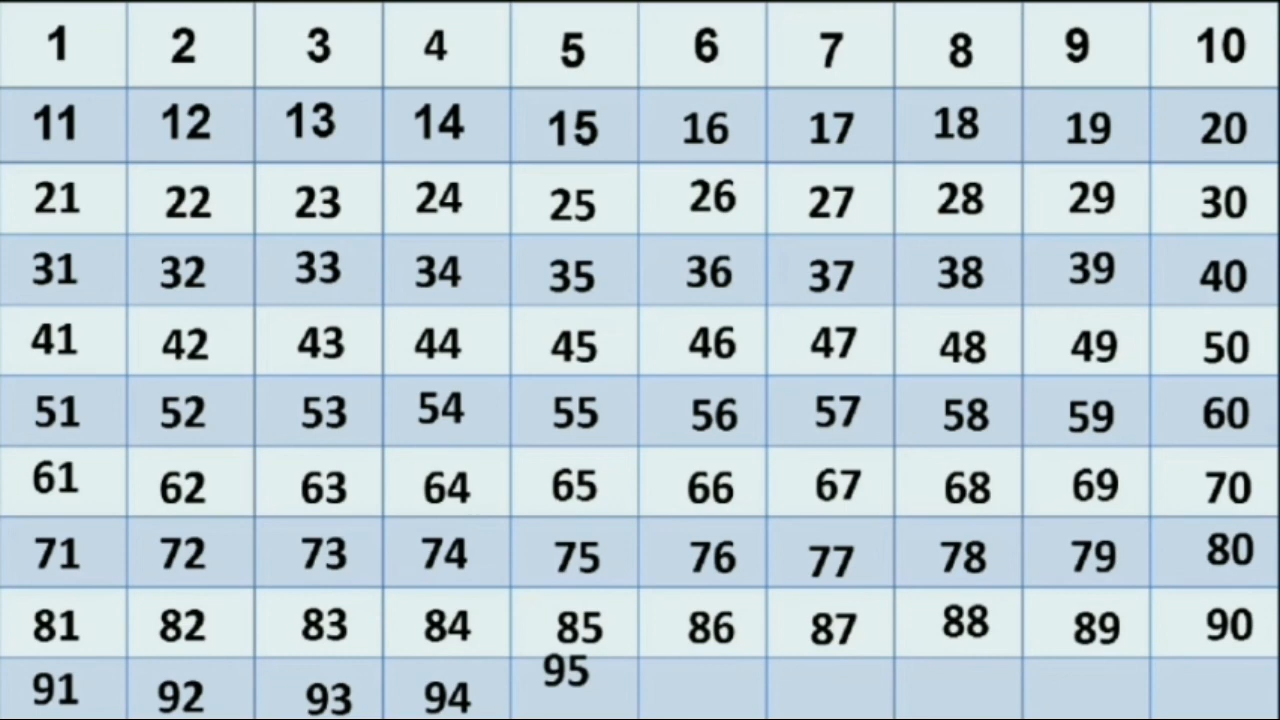 1 2 3 4 5 6 7 8 9 10
11 12 13 14 15 16 17 18 19 20
21 22 23 24 25 26 27 28 29 30
31 32 33 34 35 36 37 38 39 40
41 42 43 44 45 46 47 48 49 50
51 52 53 54 55 56 57 58 59 60
61 62 63 64 65 66 67 68 69 70
71 72 73 74 75 76 77 78 79 80
81 82 83 84 85 86 87 88 89 90
91 92 93 94 95